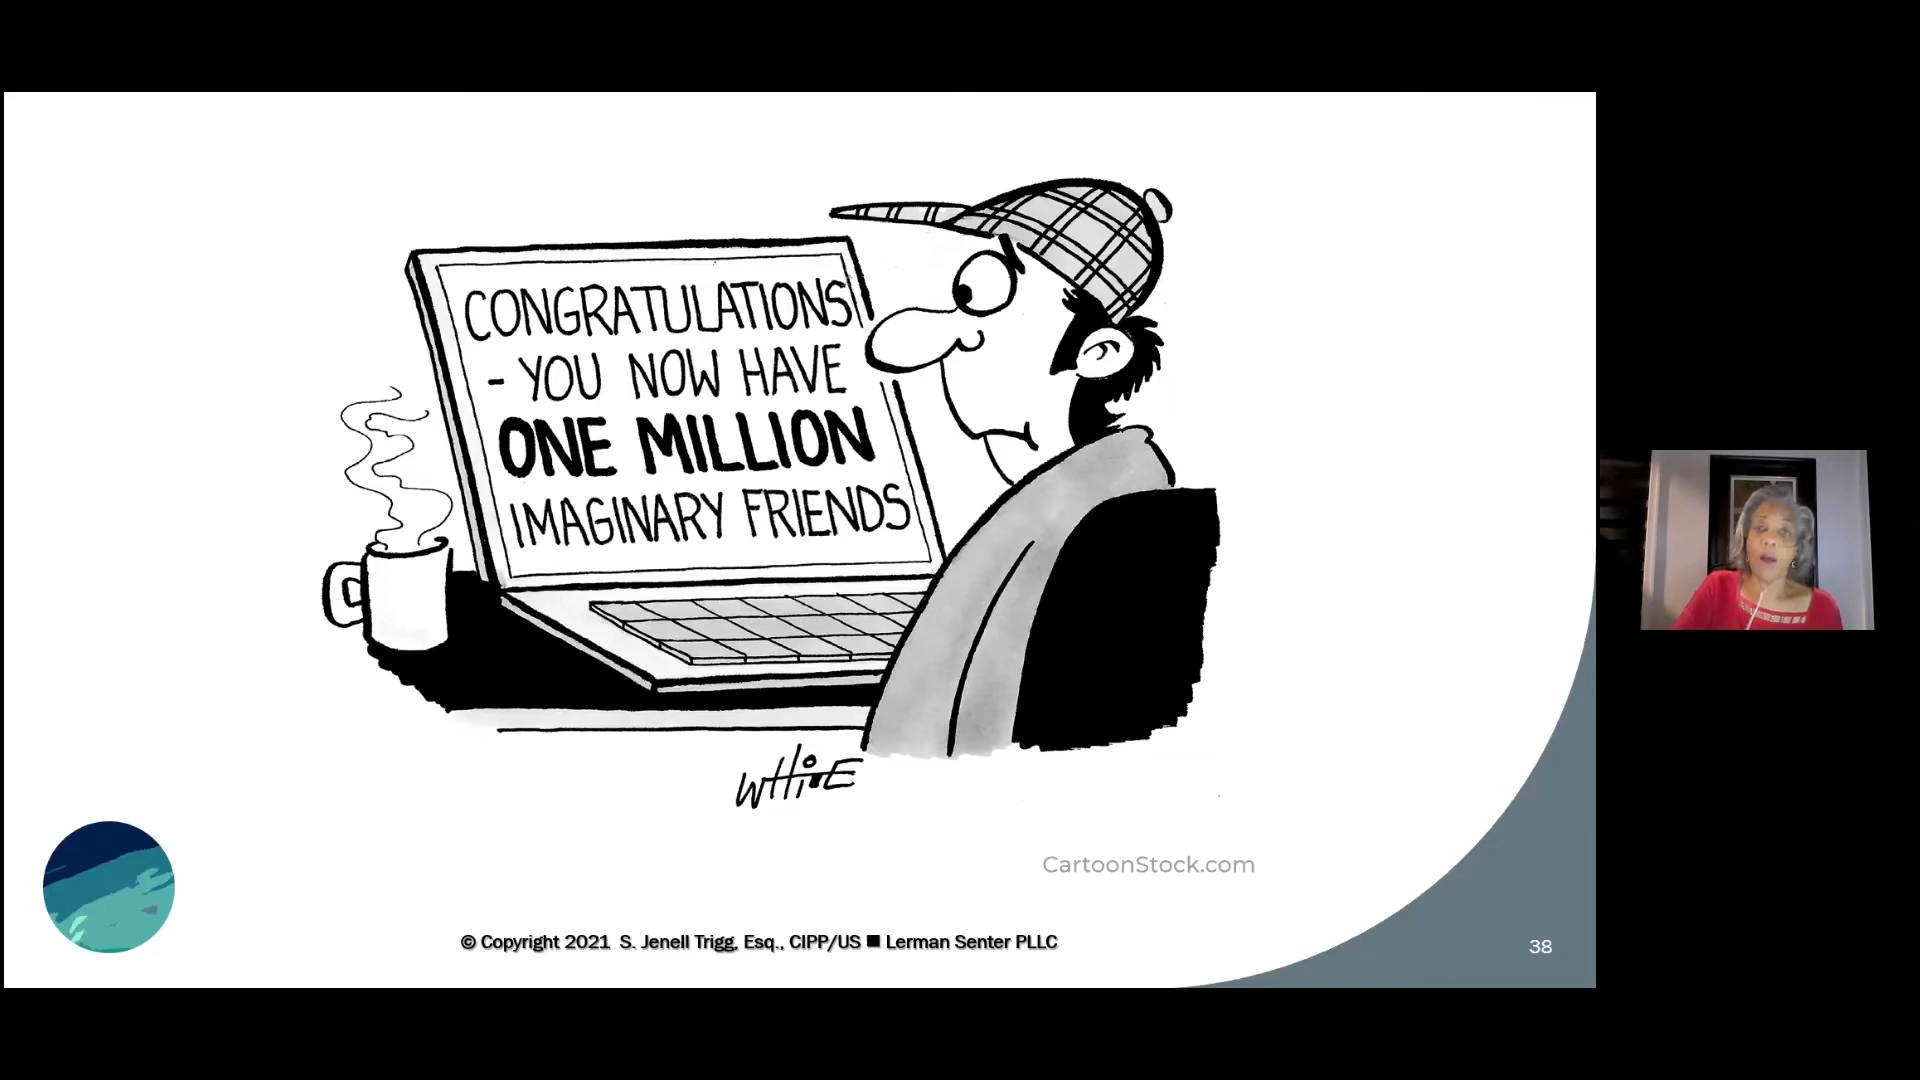 CONGRATULATIONS
- YOU NOW HAVE
ONE MILLION
IMAGINARY FRIENDS
WHiTE
CartoonStock.com
© Copyright 2021 S. Jenell Trigg, Esq., CIPP/US ■ Lerman Senter PLLC
38